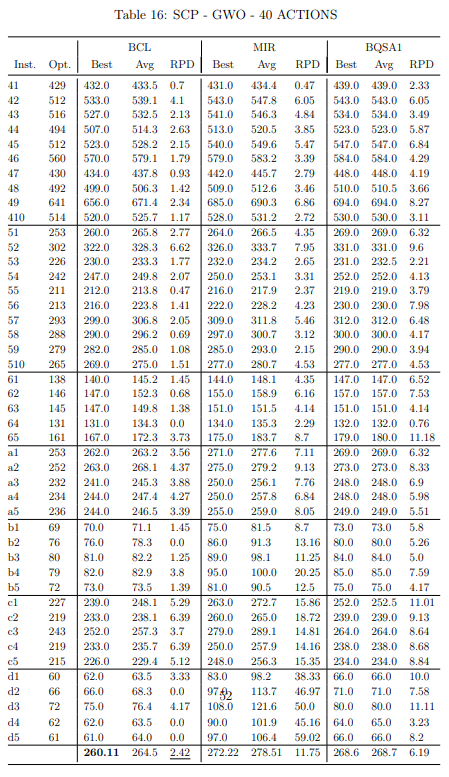 Table 16: SCP - GWO - 40 ACTIONS
BCL MIR BQSA1
Inst. Opt. Best Avg RPD Best Avg RPD Best Avg RPD
41 429 432.0 433.5 0.7 431.0 434.4 0.47 439.0 439.0 2.33
42 512 533.0 539.1 4.1 543.0 547.8 6.05 543.0 543.0 6.05
43 516 527.0 532.5 2.13 541.0 546.3 4.84 534.0 534.0 3.49
44 494 507.0 514.3 2.63 513.0 520.5 3.85 523.0 523.0 5.87
45 512 523.0 528.2 2.15 540.0 549.6 5.47 547.0 547.0 6.84
46 560 570.0 579.1 1.79 579.0 583.2 3.39 584.0 584.0 4.29
47 430 434.0 437.8 0.93 442.0 445.7 2.79 448.0 448.0 4.19
48 492 499.0 506.3 1.42 509.0 512.6 3.46 510.0 510.5 3.66
49 641 656.0 671.4 2.34 685.0 690.3 6.86 694.0 694.0 8.27
410 514 520.0 525.7 1.17 528.0 531.2 2.72 530.0 530.0 3.11
51 253 260.0 265.8 2.77 264.0 266.5 4.35 269.0 269.0 6.32
52 302 322.0 328.3 6.62 326.0 333.7 7.95 331.0 331.0 9.6
53 226 230.0 233.3 1.77 232.0 234.2 2.65 231.0 232.5 2.21
54 242 247.0 249.8 2.07 250.0 253.1 3.31 252.0 252.0 4.13
55 211 212.0 213.8 0.47 216.0 217.9 2.37 219.0 219.0 3.79
56 213 216.0 223.8 1.41 222.0 228.2 4.23 230.0 230.0 7.98
57 293 299.0 306.8 2.05 309.0 311.8 5.46 312.0 312.0 6.48
58 288 290.0 296.2 0.69 297.0 300.7 3.12 300.0 300.0 4.17
59 279 282.0 285.0 1.08 285.0 293.0 2.15 290.0 290.0 3.94
510 265 269.0 275.0 1.51 277.0 280.7 4.53 277.0 277.0 4.53
61 138 140.0 145.2 1.45 144.0 148.1 4.35 147.0 147.0 6.52
62 146 147.0 152.3 0.68 155.0 158.9 6.16 157.0 157.0 7.53
63 145 147.0 149.8 1.38 151.0 151.5 4.14 151.0 151.0 4.14
64 131 131.0 134.3 0.0 134.0 135.3 2.29 132.0 132.0 0.76
65 161 167.0 172.3 3.73 175.0 183.7 8.7 179.0 180.0 11.18
a1 253 262.0 263.2 3.56 271.0 277.6 7.11 269.0 269.0 6.32
a2 252 263.0 268.1 4.37 275.0 279.2 9.13 273.0 273.0 8.33
a3 232 241.0 245.3 3.88 250.0 256.1 7.76 248.0 248.0 6.9
a4 234 244.0 247.4 4.27 250.0 257.8 6.84 248.0 248.0 5.98
a5 236 244.0 246.5 3.39 255.0 259.0 8.05 249.0 249.0 5.51
b1 69 70.0 71.1 1.45 75.0 81.5 8.7 73.0 73.0 5.8
b2 76 76.0 78.3 0.0 86.0 91.3 13.16 80.0 80.0 5.26
b3 80 81.0 82.2 1.25 89.0 98.1 11.25 84.0 84.0 5.0
b4 79 82.0 82.9 3.8 95.0 100.0 20.25 85.0 85.0 7.59
b5 72 73.0 73.5 1.39 81.0 90.5 12.5 75.0 75.0 4.17
c1 227 239.0 248.1 5.29 263.0 272.7 15.86 252.0 252.5 11.01
c2 219 233.0 238.1 6.39 260.0 265.0 18.72 239.0 239.0 9.13
c3 243 252.0 257.3 3.7 279.0 289.1 14.81 264.0 264.0 8.64
c4 219 233.0 235.7 6.39 250.0 257.9 14.16 238.0 238.0 8.68
c5 215 226.0 229.4 5.12 248.0 256.3 15.35 234.0 234.0 8.84
d1 60 62.0 63.5 3.33 83.0 98.2 38.33 66.0 66.0 10.0
d2 66 66.0 68.3 0.0 97.0 113.7 46.97 71.0 71.0 7.58
52
d3 72 75.0 76.4 4.17 108.0 121.6 50.0 80.0 80.0 11.11
d4 62 62.0 63.5 0.0 90.0 101.9 45.16 64.0 65.0 3.23
d5 61 61.0 64.0 0.0 97.0 106.4 59.02 66.0 66.0 8.2
260.11 264.5 2.42 272.22 278.51 11.75 268.6 268.7 6.19